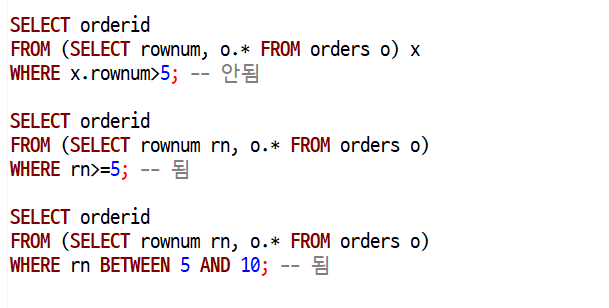 SELECT orderid
FROM (SELECT rownum, o.* FROM orders o) x
WHERE x.rownum>5; -- 안됨
SELECT orderid
FROM (SELECT rownum rn, o.* FROM orders o)
WHERE rn>=5; -- 됨
SELECT orderid
FROM (SELECT rownum rn, o.* FROM orders o)
WHERE rn BETWEEN 5 AND 10; -- 됨